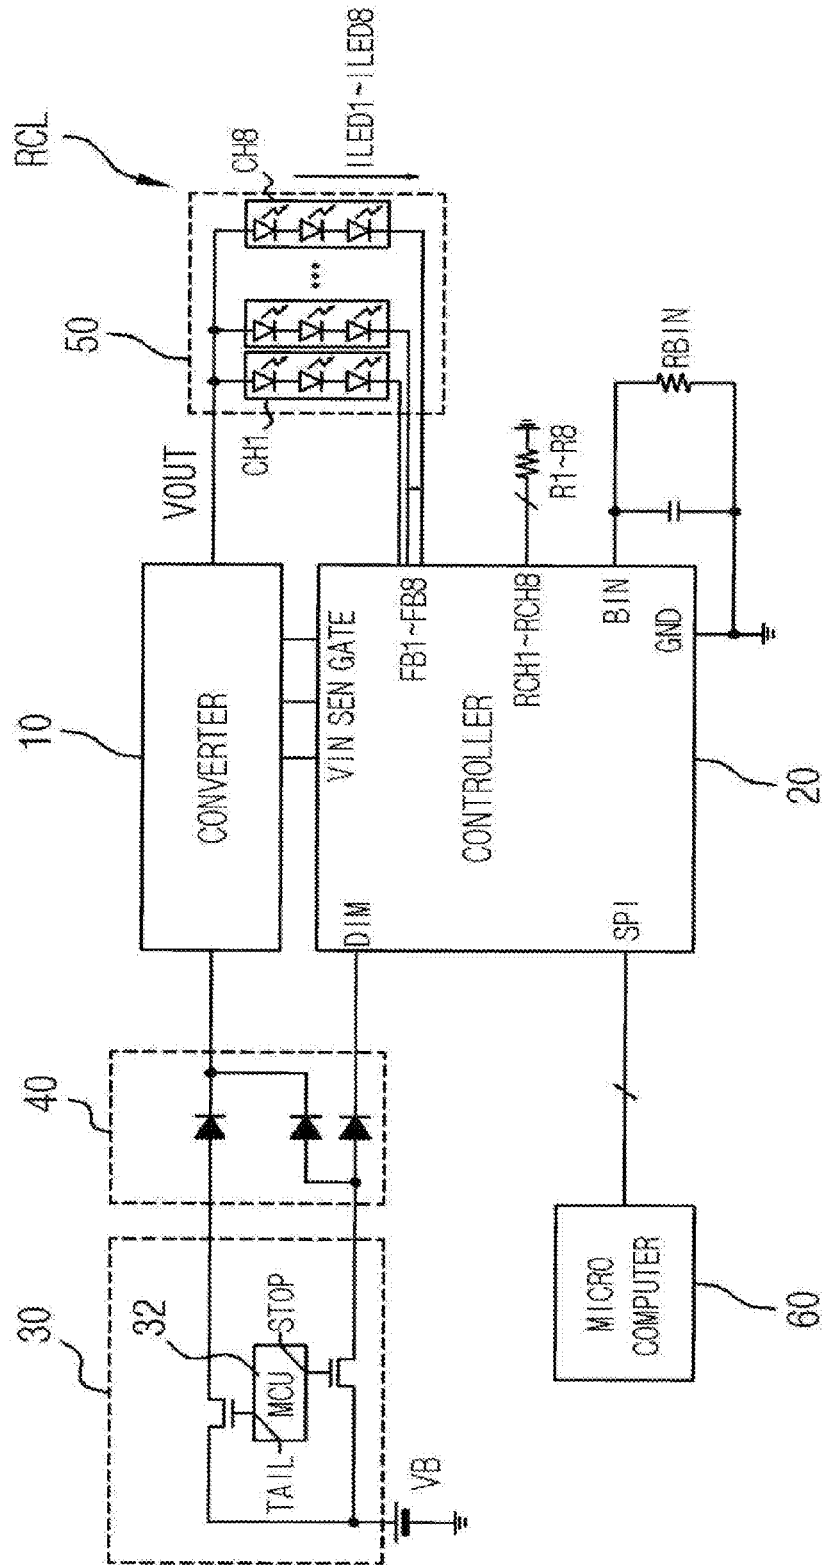 RCL
30
40
10
50
32
VOUT
CH1
CH8
ILED1~ILED8
CONVERTER
TAIL
MCU
STOP
VB
DIM
VIN SEN GATE
FB1~FB8
CONTROLLER
RCH1~RCH8
R1~R8
SPI
BIN
RBIN
GND
MICRO
COMPUTER
60
20